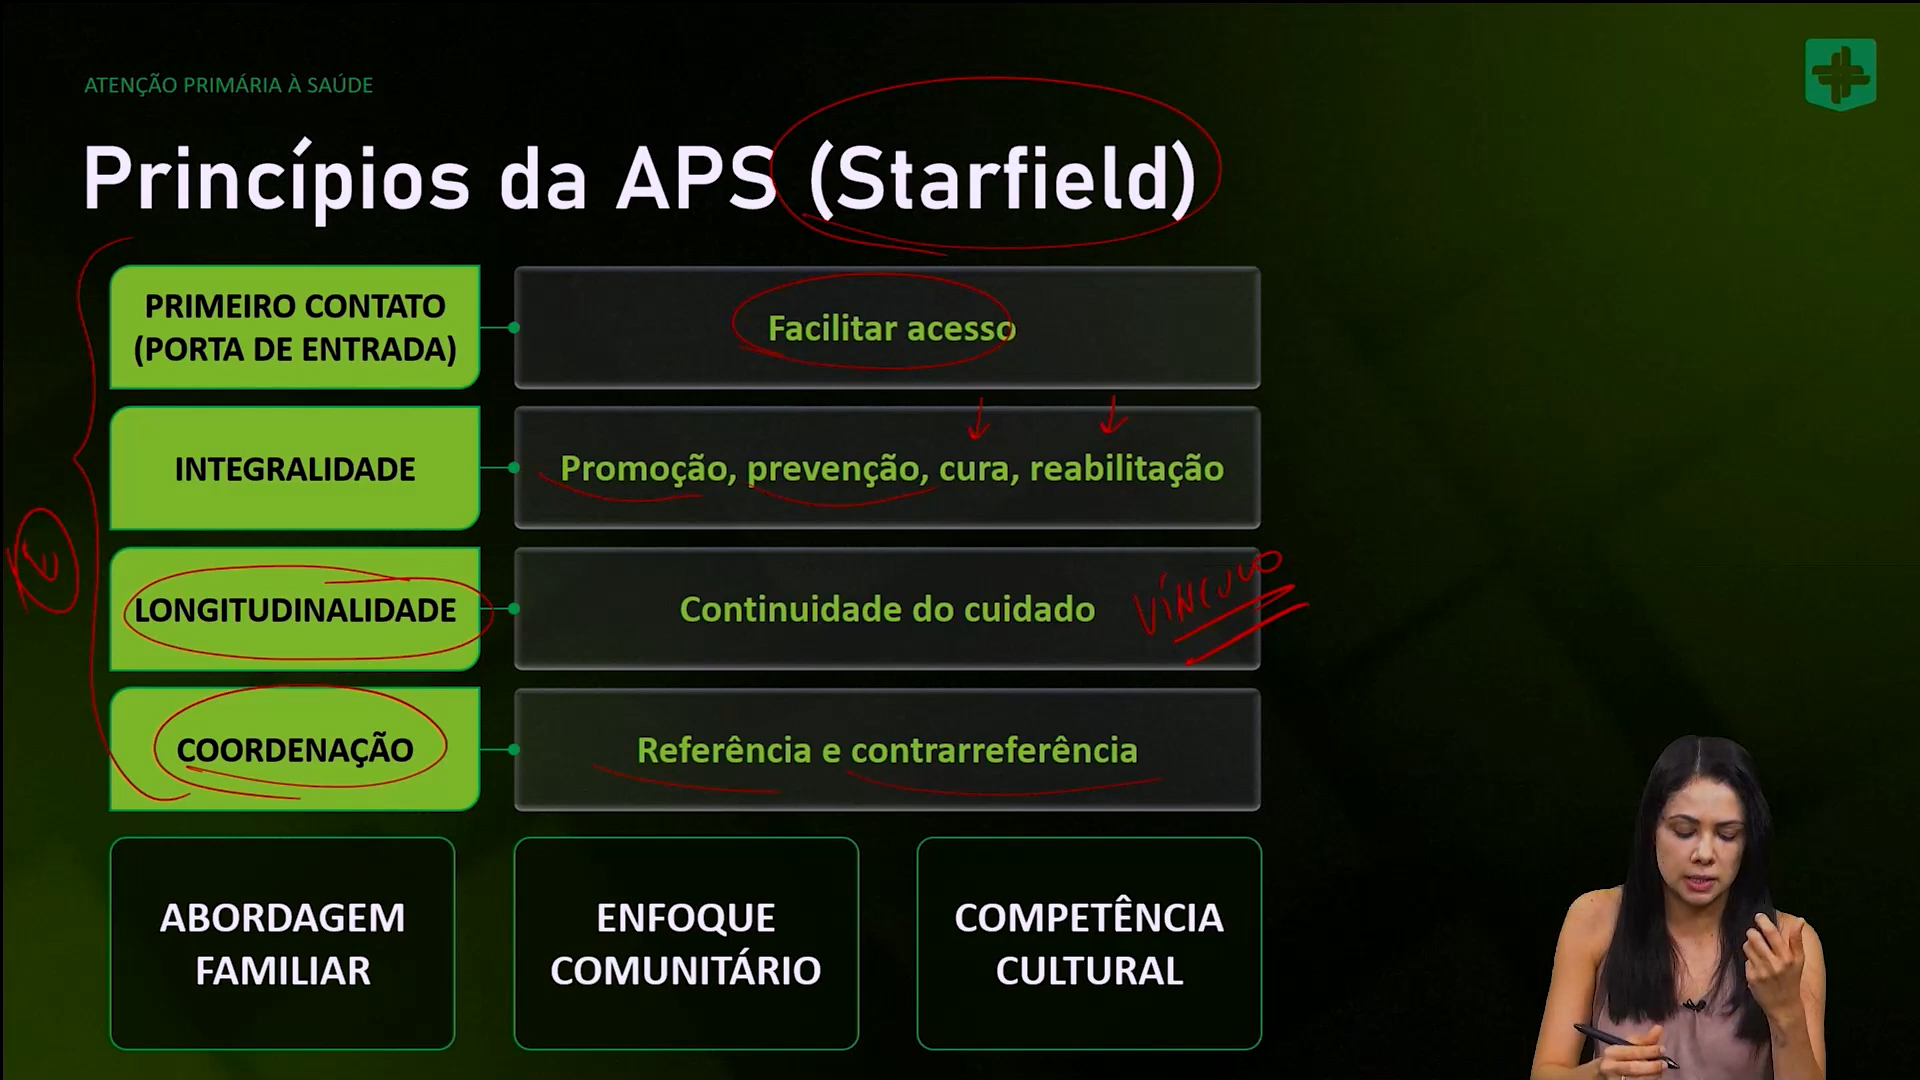 ATENÇÃO PRIMÁRIA À SAÚDE
Princípios da APS (Starfield)
PRIMEIRO CONTATO
(PORTA DE ENTRADA)
Facilitar acesso
INTEGRALIDADE
Promoção, prevenção, cura, reabilitação
LONGITUDINALIDADE
Continuidade do cuidado
VÍNCULO
COORDENAÇÃO
Referência e contrarreferência
ABORDAGEM
FAMILIAR
ENFOQUE
COMUNITÁRIO
COMPETÊNCIA
CULTURAL